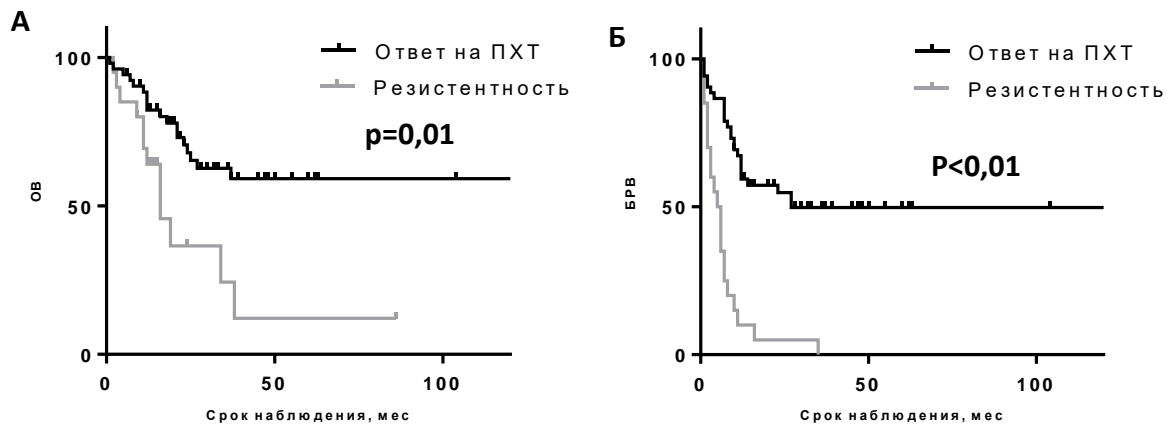 А
ОВ
100
50
0
Ответ на ПХТ
Резистентность
p=0,01
0
50
100
Срок наблюдения, мес
Б
БРВ
100
50
0
Ответ на ПХТ
Резистентность
P<0,01
0
50
100
Срок наблюдения, мес